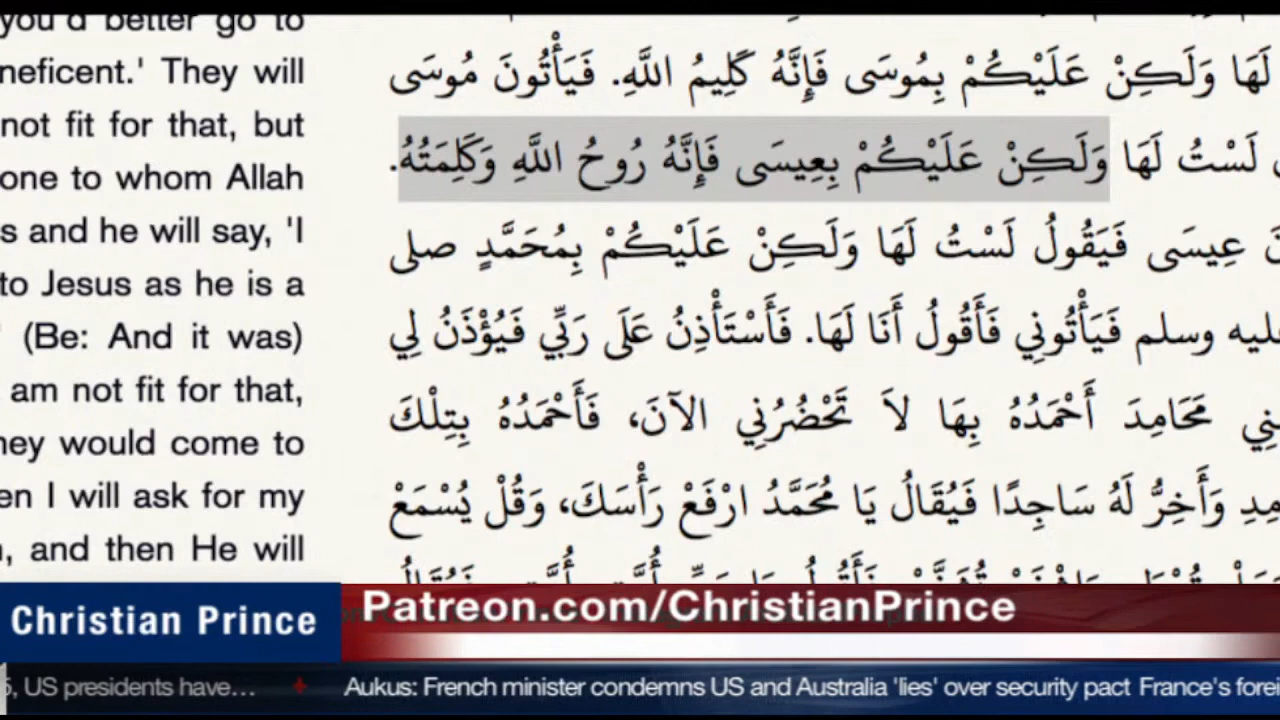 you'd better go to
neficent.' They will
not fit for that, but
one to whom Allah
s and he will say, 'I
to Jesus as he is a
(Be: And it was)
am not fit for that,
hey would come to
en I will ask for my
, and then He will
لَهَا وَلَكِنْ عَلَيْكُمْ بِمُوسَى فَإِنَّهُ كَلِيمُ اللَّهِ. فَيَأْتُونَ مُوسَى
لَسْتُ لَهَا وَلَكِنْ عَلَيْكُمْ بِعِيسَى فَإِنَّهُ رُوحُ اللَّهِ وَكَلِمَتُهُ.
عِيسَى فَيَقُولُ لَسْتُ لَهَا وَلَكِنْ عَلَيْكُمْ بِمُحَمَّدٍ صلى
عليه وسلم فَيَأْتُونِي فَأَقُولُ أَنَا لَهَا. فَأَسْتَأْذِنُ عَلَى رَبِّي فَيُؤْذَنُ لِي
نِي مَحَامِدَ أَحْمَدُهُ بِهَا لاَ تَحْضُرُنِي الآنَ، فَأَحْمَدُهُ بِتِلْكَ
مِدِ وَأَخِرُّ لَهُ سَاجِدًا فَيُقَالُ يَا مُحَمَّدُ ارْفَعْ رَأْسَكَ، وَقُلْ يُسْمَعْ
Christian Prince
Patreon.com/ChristianPrince
5, US presidents have... + Aukus: French minister condemns US and Australia 'lies' over security pact France's forei